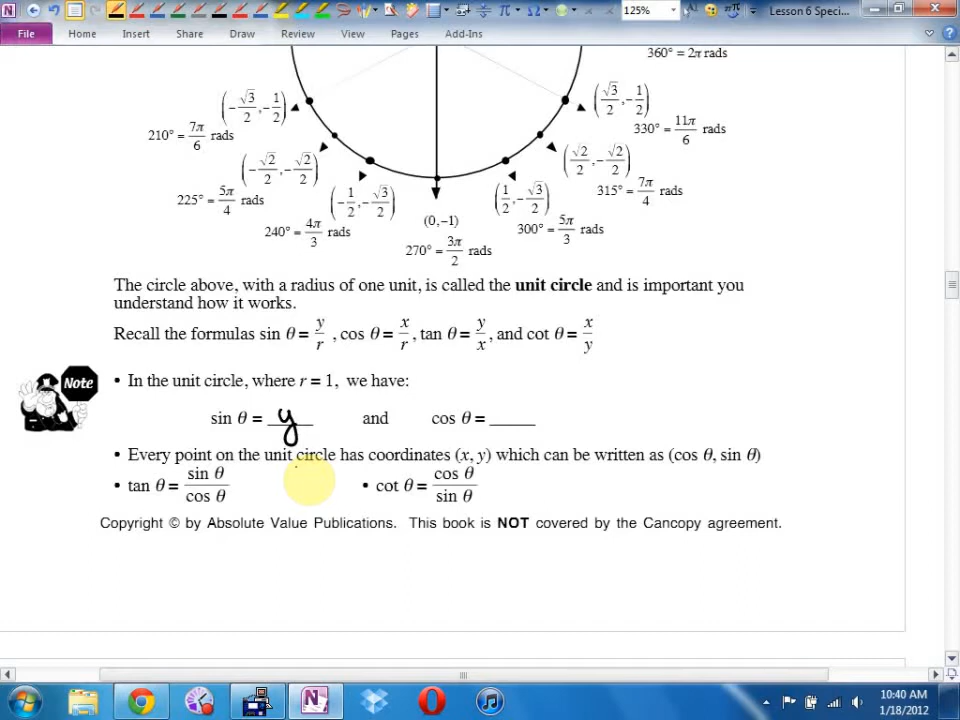 125%
Lesson 6 Speci...
File Home Insert Share Draw Review View Pages Add-Ins
360° = 2π rads
(-√3/2, -1/2)
210° = 7π/6 rads
(-√2/2, -√2/2)
225° = 5π/4 rads
(-1/2, -√3/2)
240° = 4π/3 rads
(0, -1)
270° = 3π/2 rads
(1/2, -√3/2)
300° = 5π/3 rads
(√2/2, -√2/2)
315° = 7π/4 rads
(√3/2, -1/2)
330° = 11π/6 rads
The circle above, with a radius of one unit, is called the unit circle and is important you
understand how it works.
Recall the formulas sin θ = y/r , cos θ = x/r , tan θ = y/x , and cot θ = x/y
Note
• In the unit circle, where r = 1, we have:
sin θ = y and cos θ = _____
• Every point on the unit circle has coordinates (x, y) which can be written as (cos θ, sin θ)
• tan θ = sin θ/cos θ • cot θ = cos θ/sin θ
Copyright © by Absolute Value Publications. This book is NOT covered by the Cancopy agreement.
10:40 AM
1/18/2012